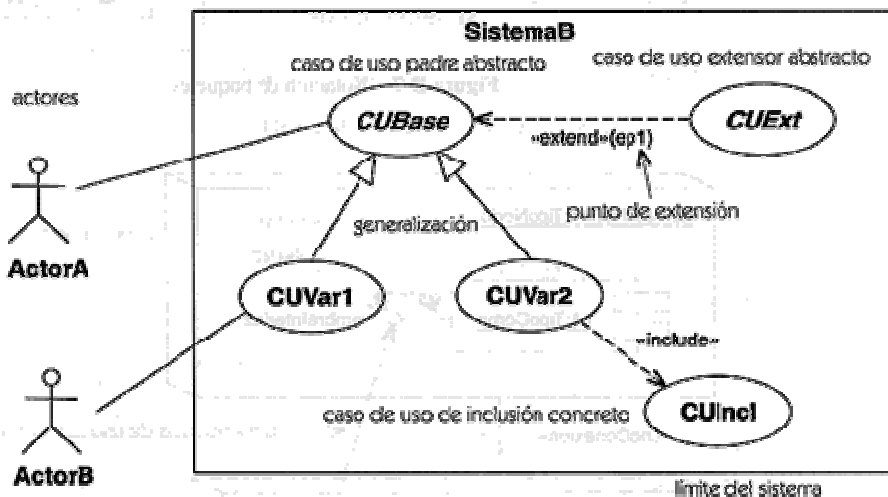 SistemaB
caso de uso padre abstracto
caso de uso extensor abstracto
actores
CUBase
CUExt
«extend»(ep1)
punto de extensión
generalización
ActorA
CUVar1
CUVar2
«include»
caso de uso de inclusión concreto
CUIncl
ActorB
límite del sistema